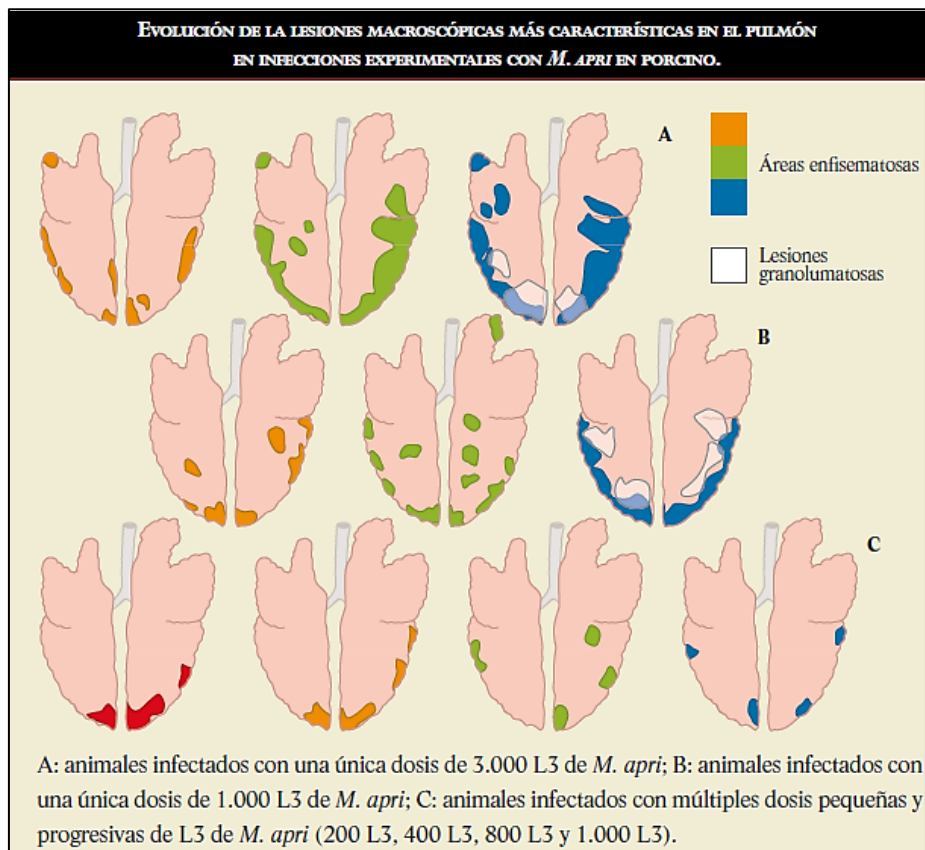 EVOLUCIÓN DE LA LESIONES MACROSCÓPICAS MÁS CARACTERÍSTICAS EN EL PULMÓN
EN INFECCIONES EXPERIMENTALES CON M. APRI EN PORCINO.
A
Áreas enfisematosas
Lesiones
granolumatosas
B
C
A: animales infectados con una única dosis de 3.000 L3 de M. apri; B: animales infectados con
una única dosis de 1.000 L3 de M. apri; C: animales infectados con múltiples dosis pequeñas y
progresivas de L3 de M. apri (200 L3, 400 L3, 800 L3 y 1.000 L3).